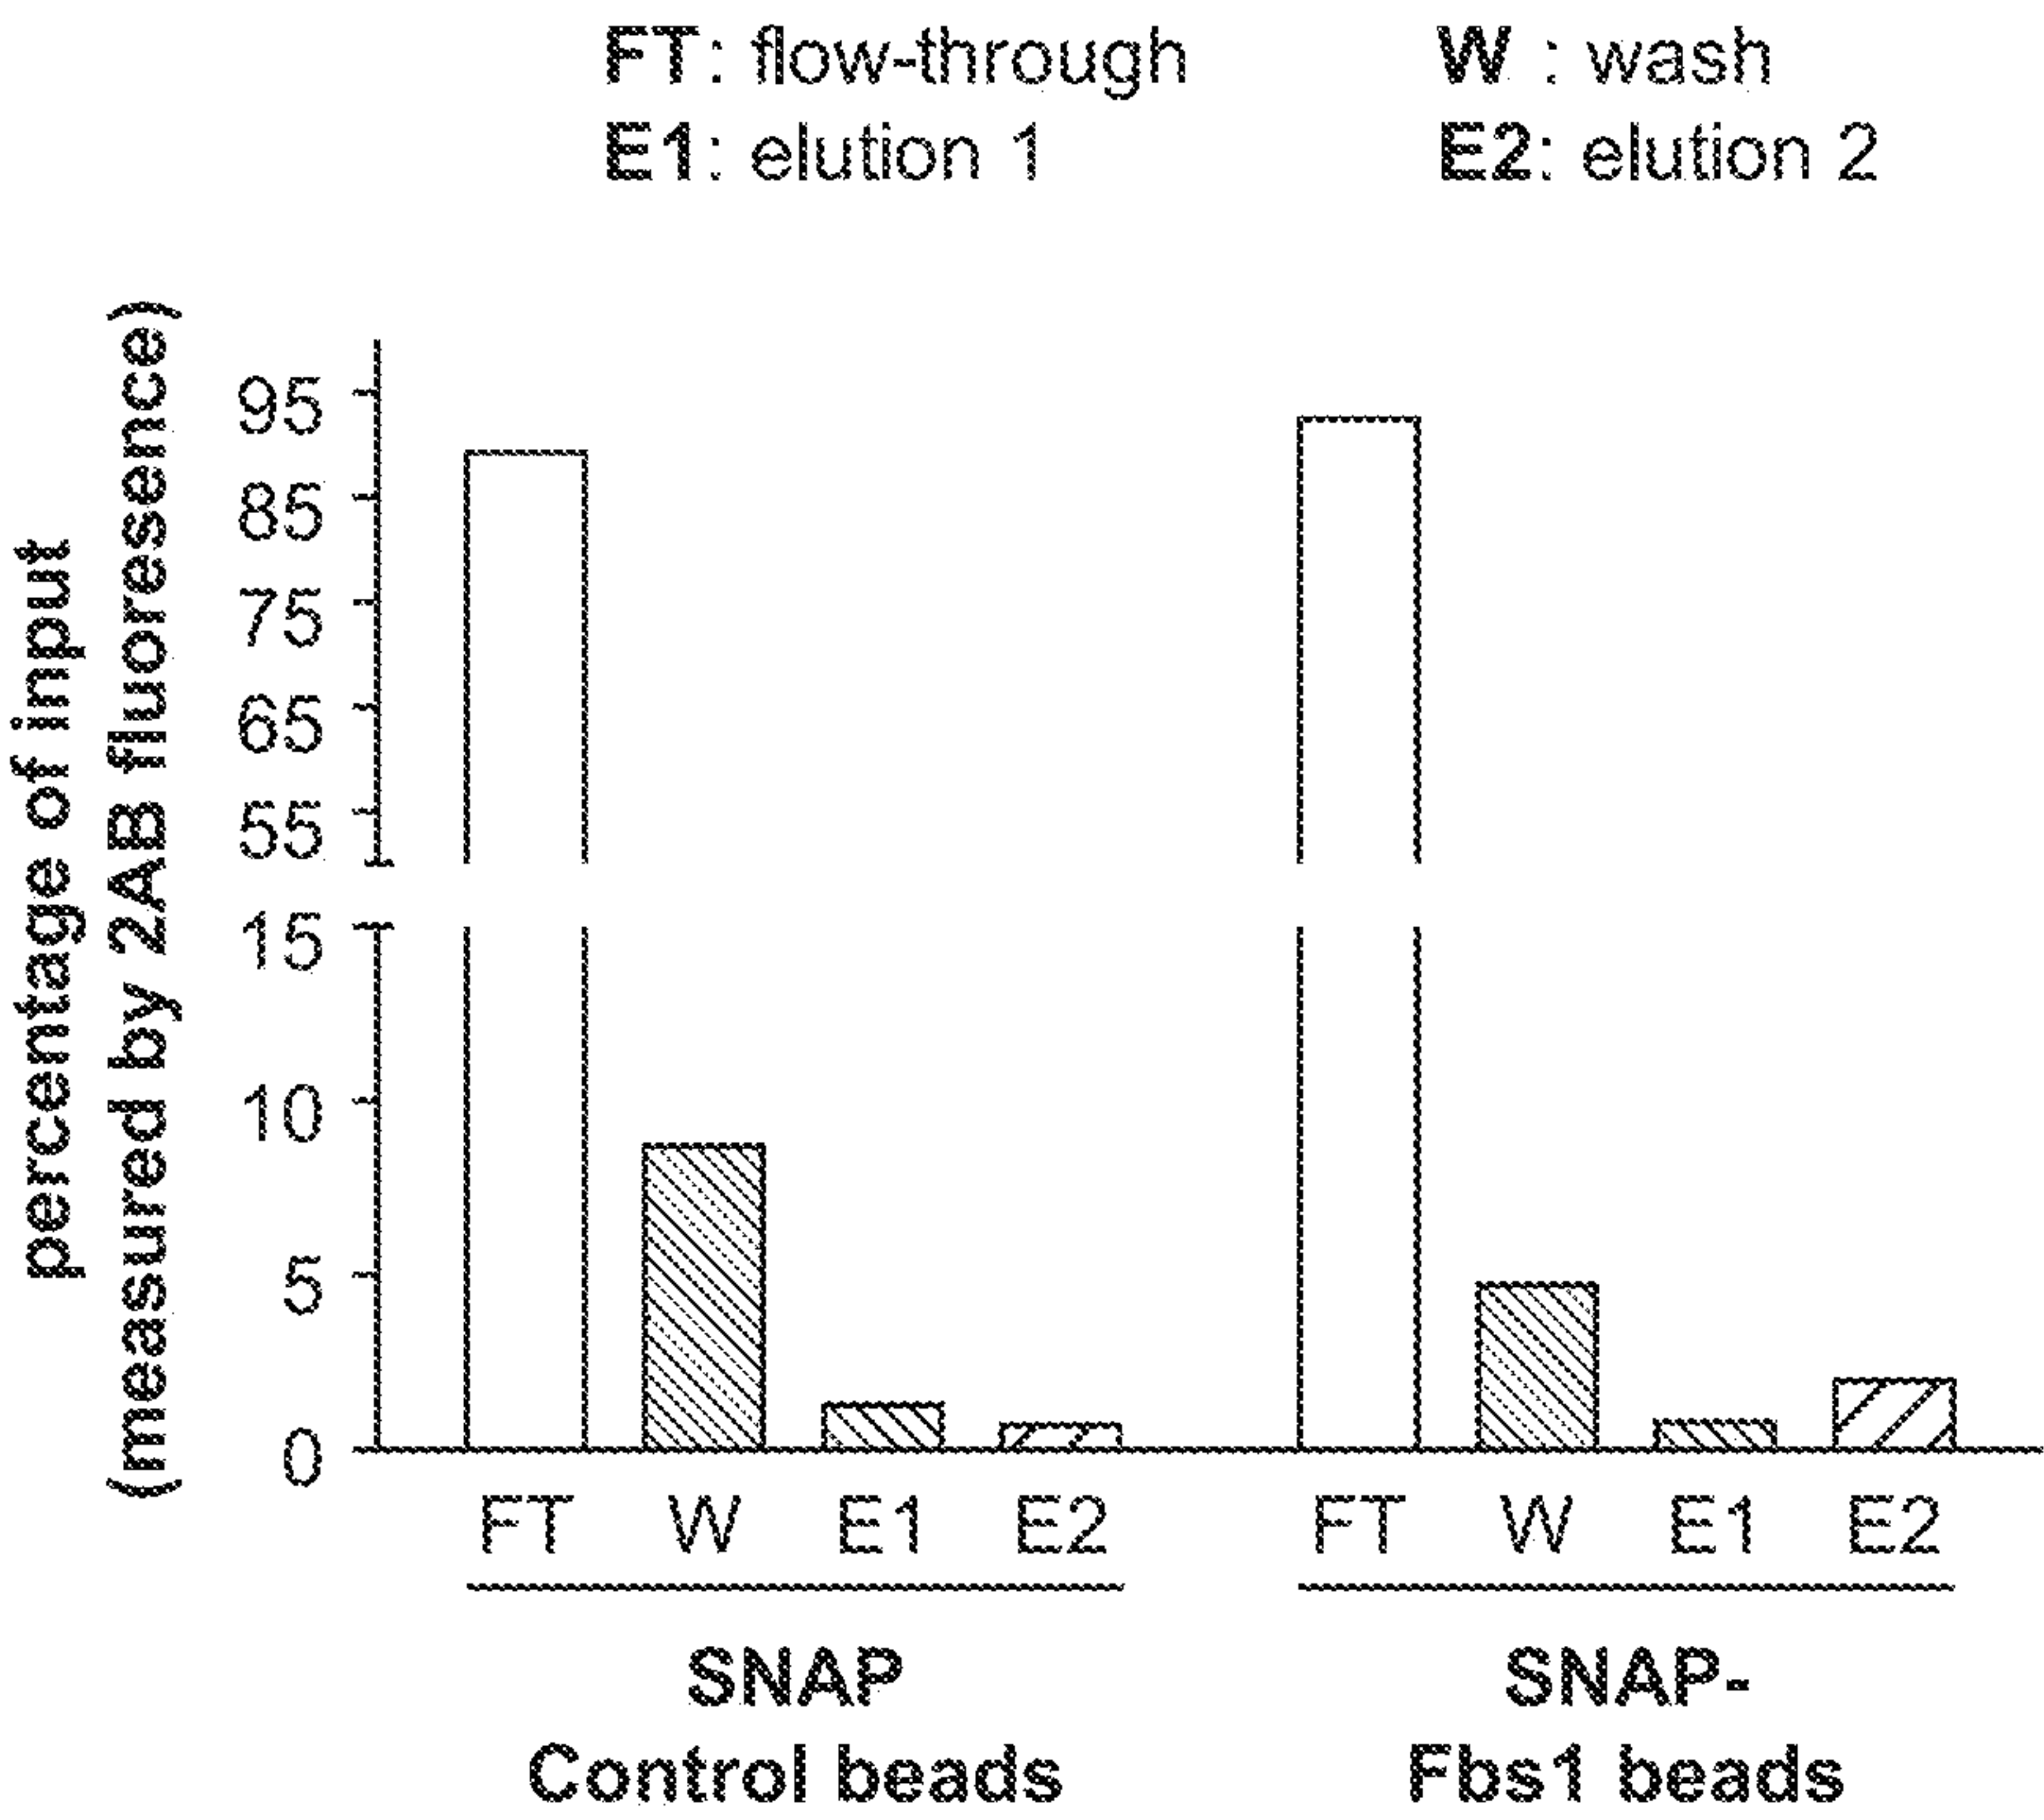 FT: flow-through W : wash
E1: elution 1 E2: elution 2
percentage of input
(measured by 2AB fluoresence)
95
85
75
65
55
15
10
5
0
FT W E1 E2 FT W E1 E2
SNAP SNAP-
Control beads Fbs1 beads